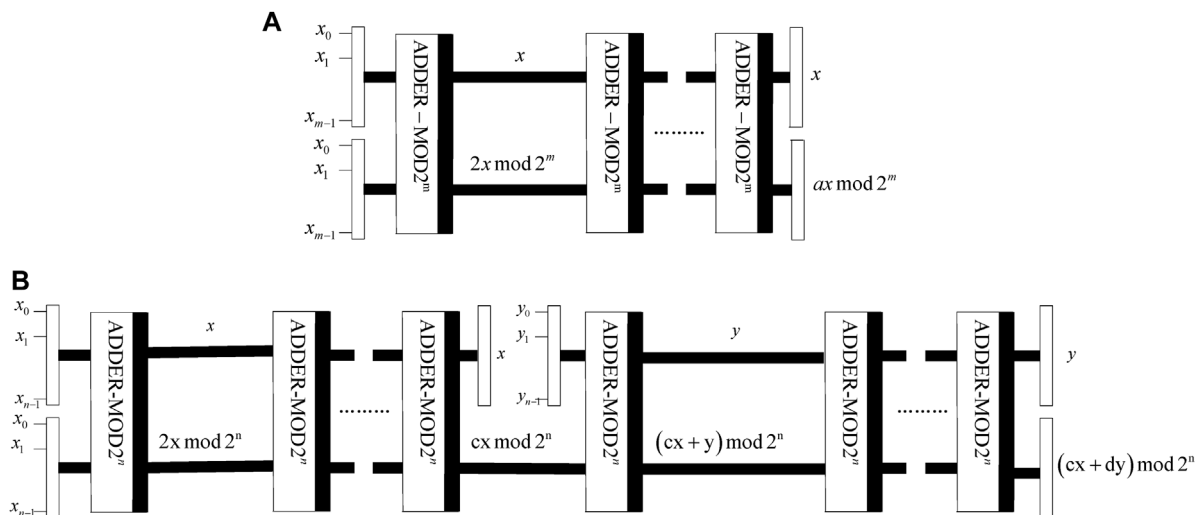 A
x₀
x₁
xₘ₋₁
x₀
x₁
xₘ₋₁
ADDER – MOD2ᵐ
x
2x mod 2ᵐ
ADDER – MOD2ᵐ
.........
ADDER – MOD2ᵐ
x
ax mod 2ᵐ
B
x₀
x₁
xₙ₋₁
x₀
x₁
xₙ₋₁
ADDER-MOD2ⁿ
x
2x mod 2ⁿ
ADDER-MOD2ⁿ
.........
ADDER-MOD2ⁿ
x
cx mod 2ⁿ
y₀
y₁
yₙ₋₁
ADDER-MOD2ⁿ
y
(cx + y) mod 2ⁿ
ADDER-MOD2ⁿ
.........
ADDER-MOD2ⁿ
y
(cx + dy) mod 2ⁿ